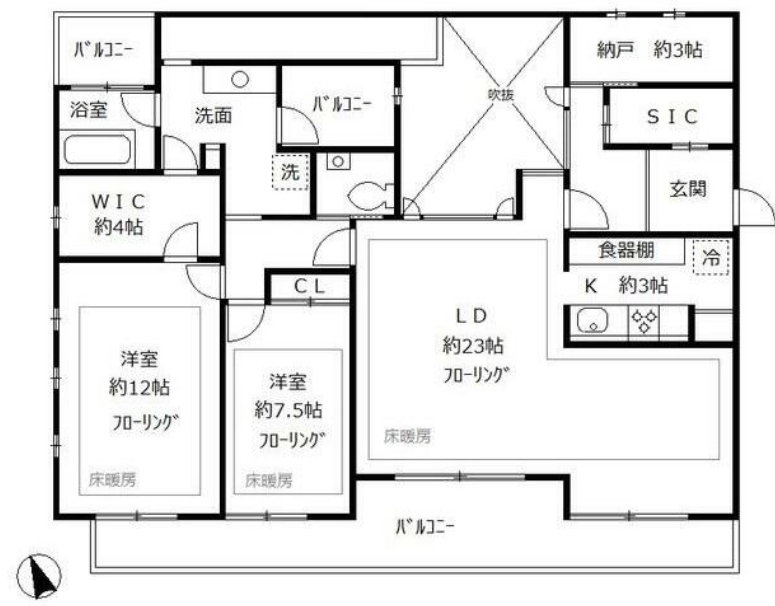 バルコニー
浴室
洗面
バルコニー
吹抜
納戸 約3帖
SIC
玄関
洗
WIC
約4帖
食器棚
冷
K 約3帖
CL
LD
約23帖
フローリング
洋室
約12帖
フローリング
洋室
約7.5帖
フローリング
床暖房
床暖房
床暖房
バルコニー